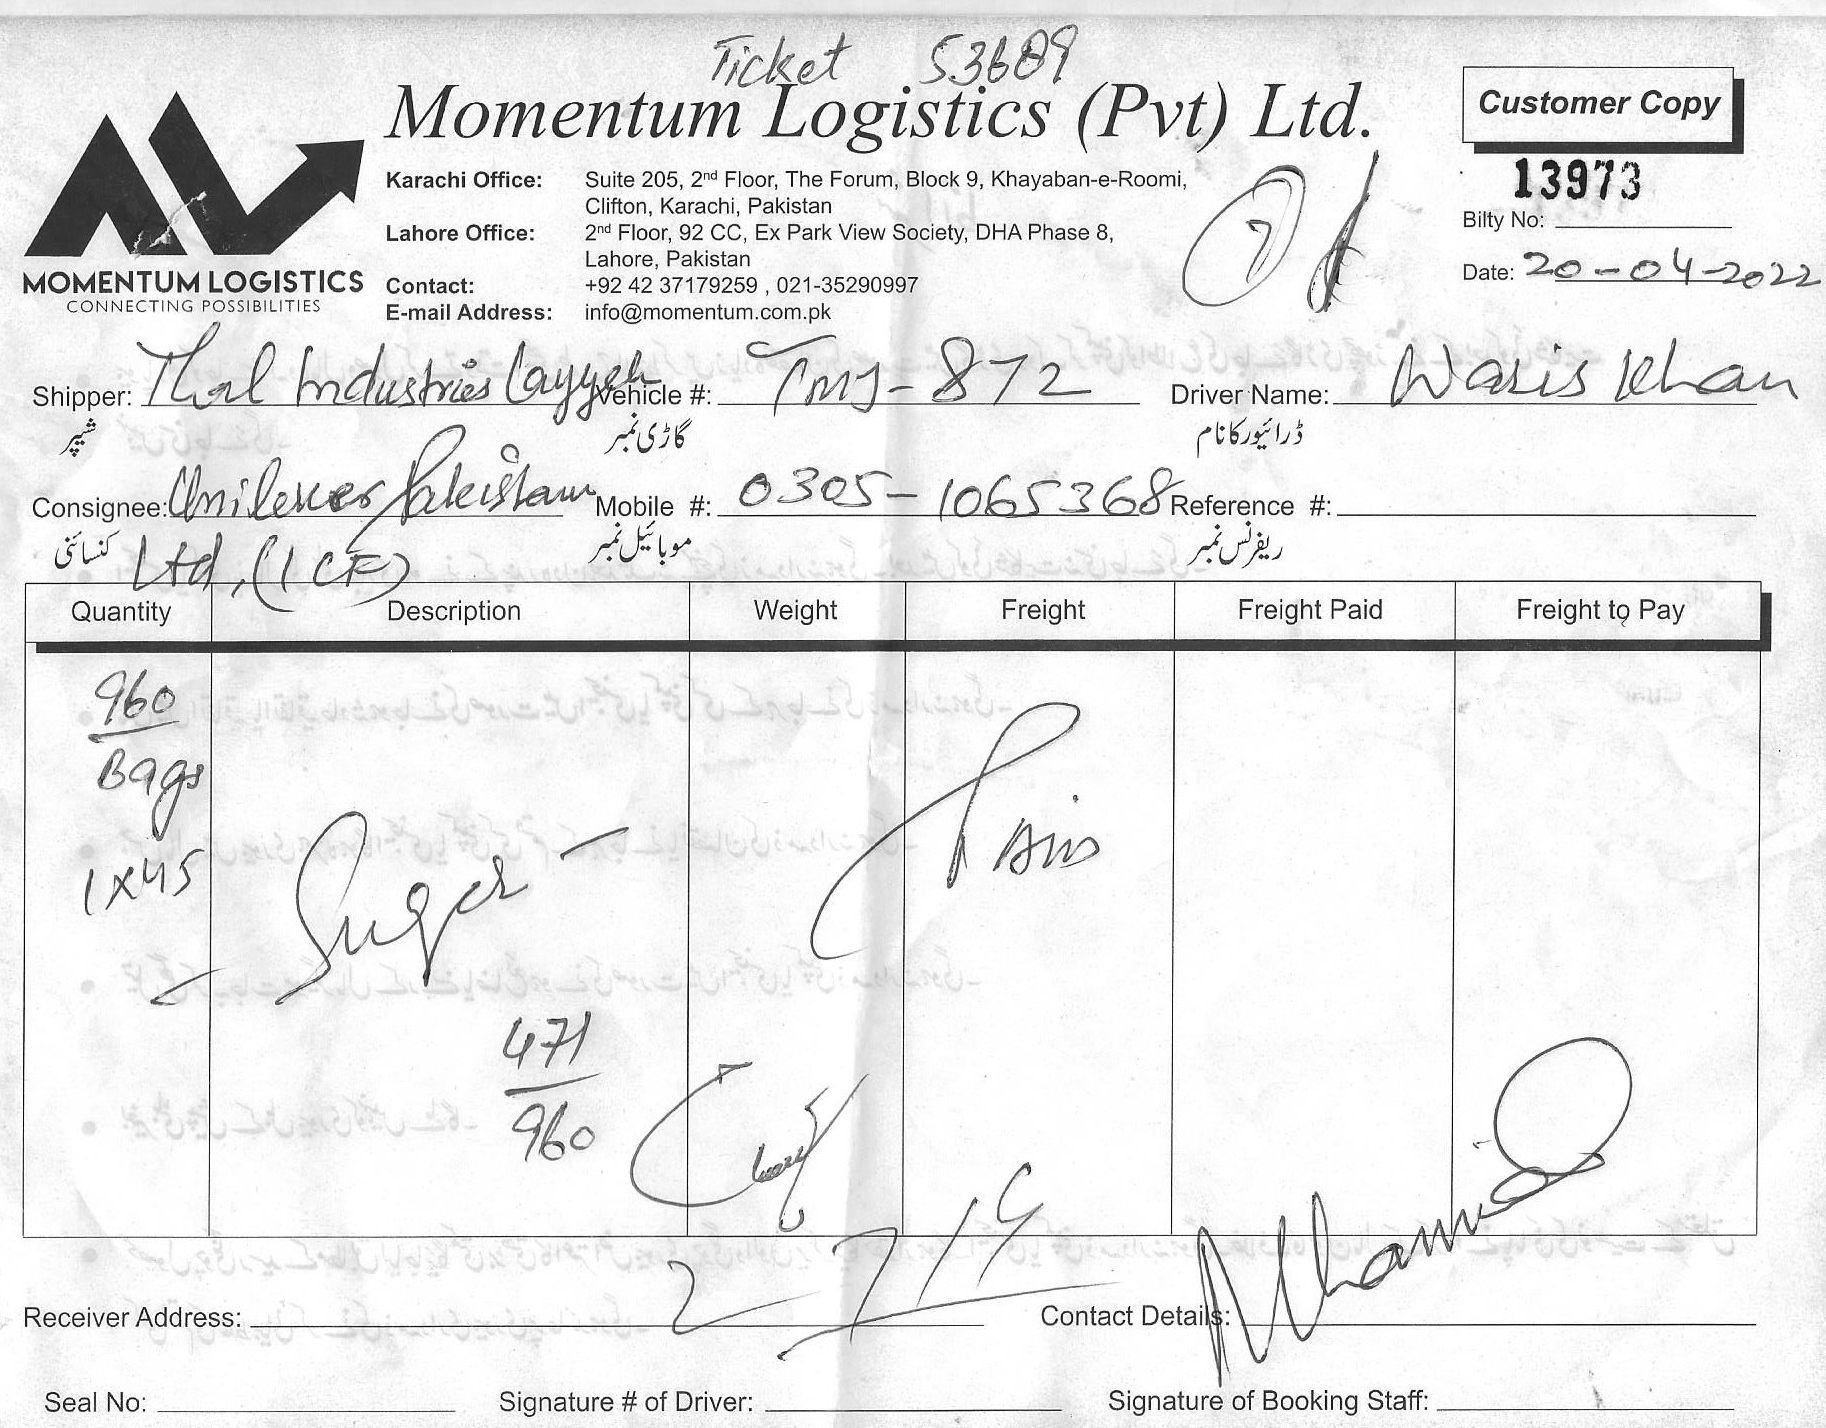 Ticket 53689
Momentum Logistics (Pvt) Ltd.
Customer Copy
13973
Bilty No:
Date: 20-04-2022
MOMENTUM LOGISTICS
CONNECTING POSSIBILITIES
Karachi Office: Suite 205, 2nd Floor, The Forum, Block 9, Khayaban-e-Roomi,
Clifton, Karachi, Pakistan
Lahore Office: 2nd Floor, 92 CC, Ex Park View Society, DHA Phase 8,
Lahore, Pakistan
Contact: +92 42 37179259 , 021-35290997
E-mail Address: info@momentum.com.pk
7
Shipper: Thal Industries Layyah Vehicle #: TMJ-872 Driver Name: Waris Khan
شیپر گاڑی نمبر ڈرائیور کا نام
Consignee: Unilever Pakistan Mobile #: 0305-1065368 Reference #:
کنسائنی موبائیل نمبر ریفرنس نمبر
Ltd, (ICF)
Quantity Description Weight Freight Freight Paid Freight to Pay
960
Bags
1x45
Suger
471
960
Receiver Address: Contact Details:
Seal No: Signature # of Driver: Signature of Booking Staff: